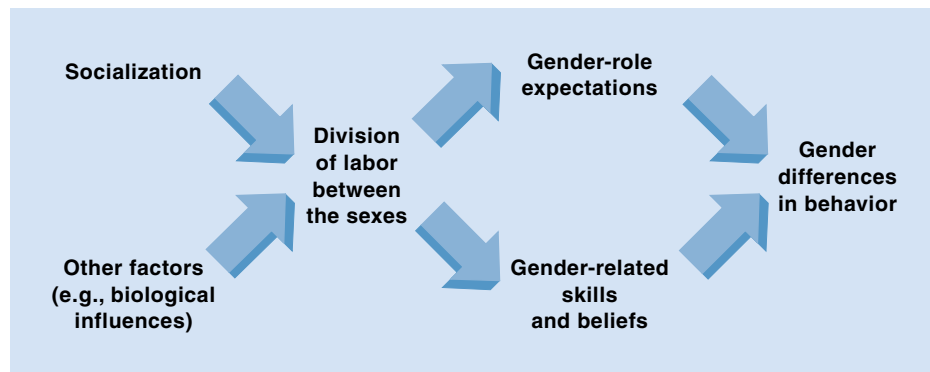 Socialization
Other factors
(e.g., biological
influences)
Division
of labor
between
the sexes
Gender-role
expectations
Gender-related
skills
and beliefs
Gender
differences
in behavior